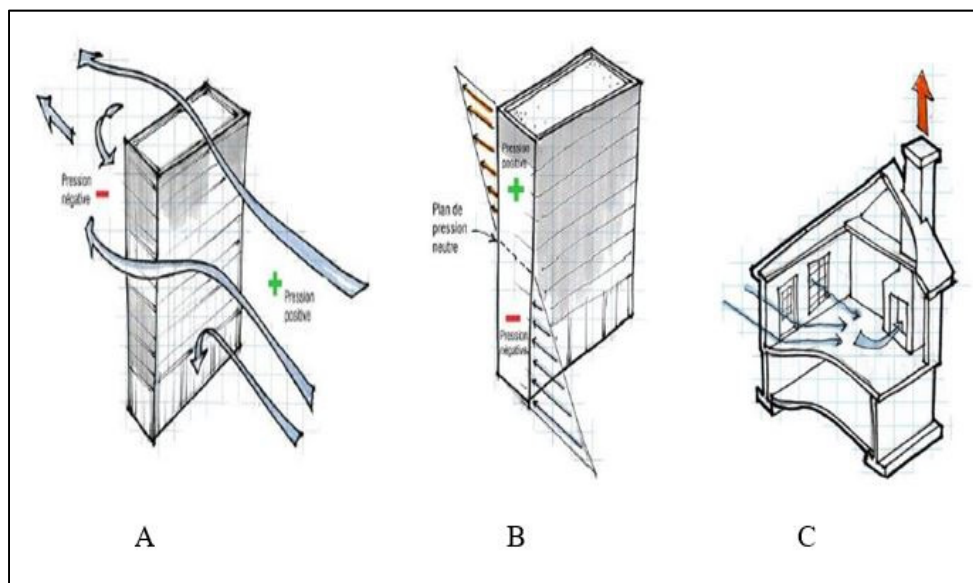 Pression
négative
Pression
positive
Pression
positive
Plan de
pression
neutre
Pression
négative
A
B
C